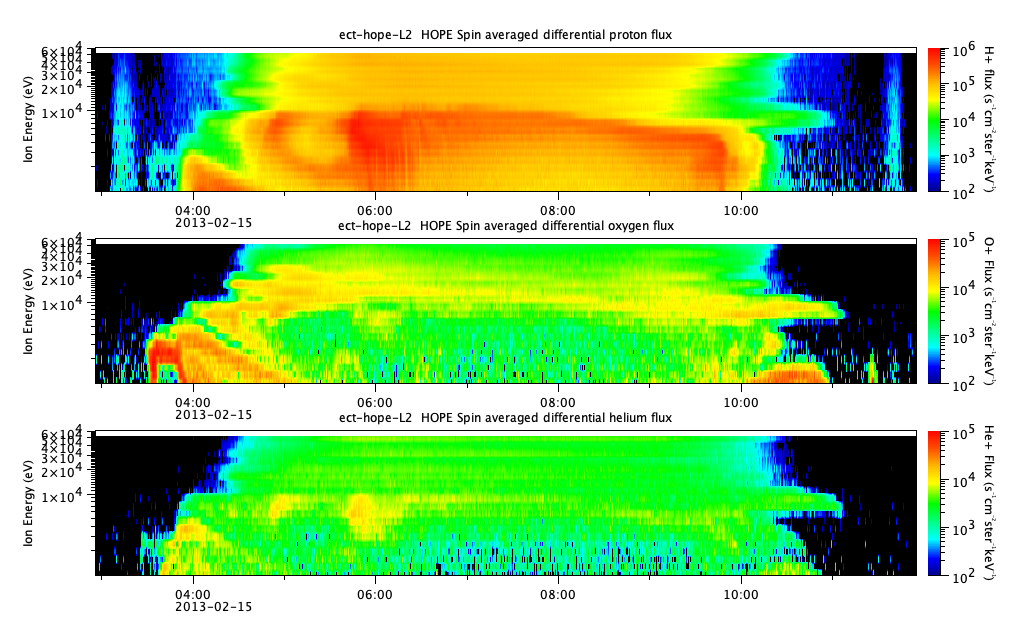 ect-hope-L2 HOPE Spin averaged differential proton flux
6×10⁴
4×10⁴
3×10⁴
2×10⁴
1×10⁴
Ion Energy (eV)
10⁶
10⁵
10⁴
10³
10²
H+ flux (s⁻¹cm⁻²ster⁻¹keV⁻¹)
04:00 06:00 08:00 10:00
2013-02-15
ect-hope-L2 HOPE Spin averaged differential oxygen flux
6×10⁴
4×10⁴
3×10⁴
2×10⁴
1×10⁴
Ion Energy (eV)
10⁵
10⁴
10³
10²
O+ Flux (s⁻¹cm⁻²ster⁻¹keV⁻¹)
04:00 06:00 08:00 10:00
2013-02-15
ect-hope-L2 HOPE Spin averaged differential helium flux
6×10⁴
4×10⁴
3×10⁴
2×10⁴
1×10⁴
Ion Energy (eV)
10⁵
10⁴
10³
10²
He+ Flux (s⁻¹cm⁻²ster⁻¹keV⁻¹)
04:00 06:00 08:00 10:00
2013-02-15